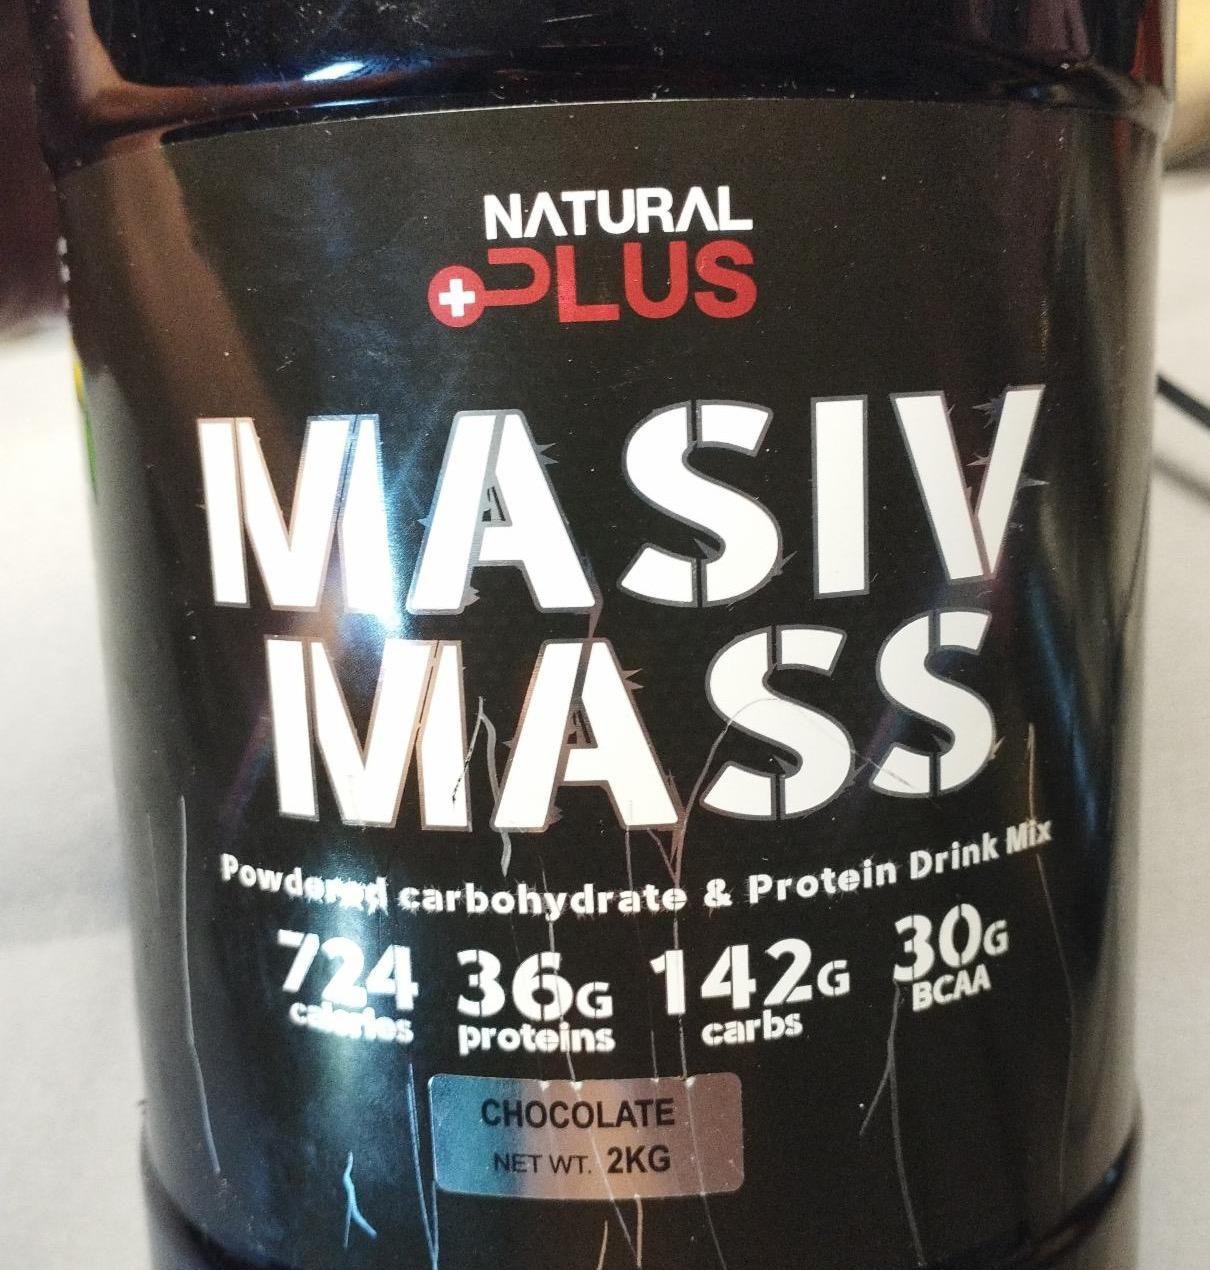 NATURAL
PLUS
MASIV
MASS
Powdered carbohydrate & Protein Drink Mix
724 36G 142G 30G
calories proteins carbs BCAA
CHOCOLATE
NET WT. 2KG